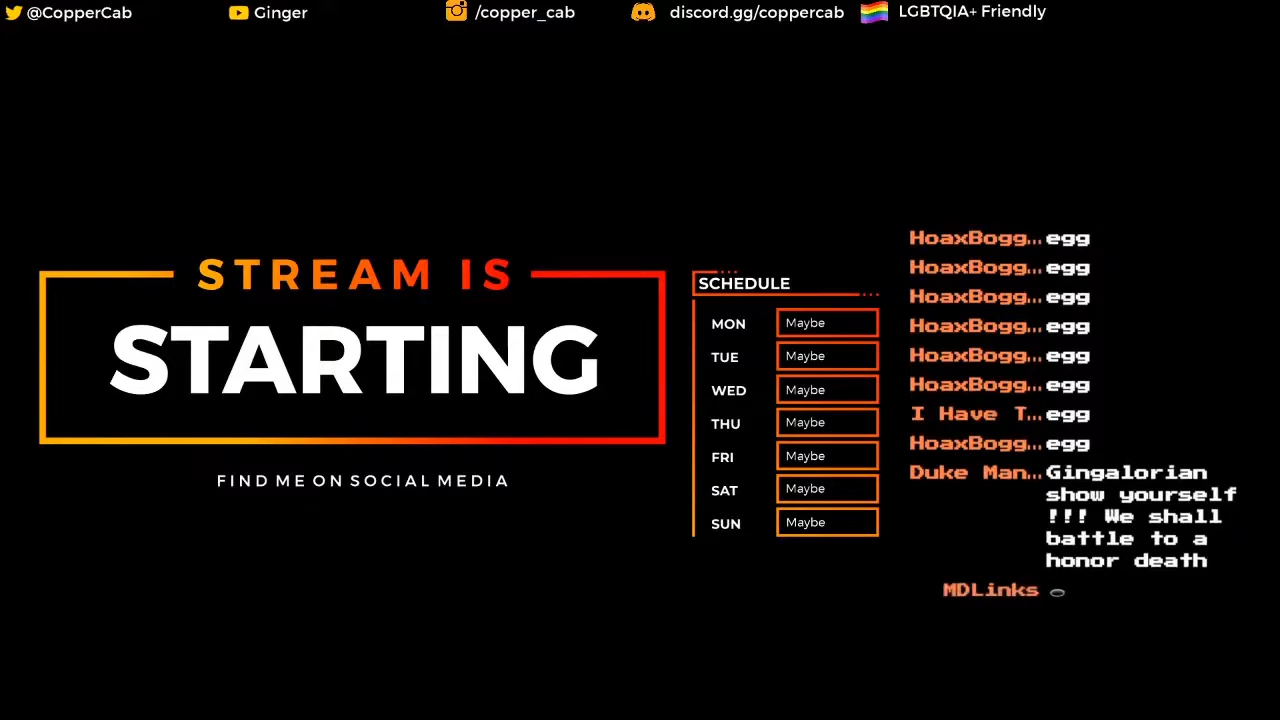 @CopperCab
Ginger
/copper_cab
discord.gg/coppercab
LGBTQIA+ Friendly
STREAM IS
STARTING
FIND ME ON SOCIAL MEDIA
SCHEDULE
MON Maybe
TUE Maybe
WED Maybe
THU Maybe
FRI Maybe
SAT Maybe
SUN Maybe
HoaxBogg... egg
HoaxBogg... egg
HoaxBogg... egg
HoaxBogg... egg
HoaxBogg... egg
HoaxBogg... egg
I Have T... egg
HoaxBogg... egg
Duke Man... Gingalorian
show yourself
!!! We shall
battle to a
honor death
MDLinks